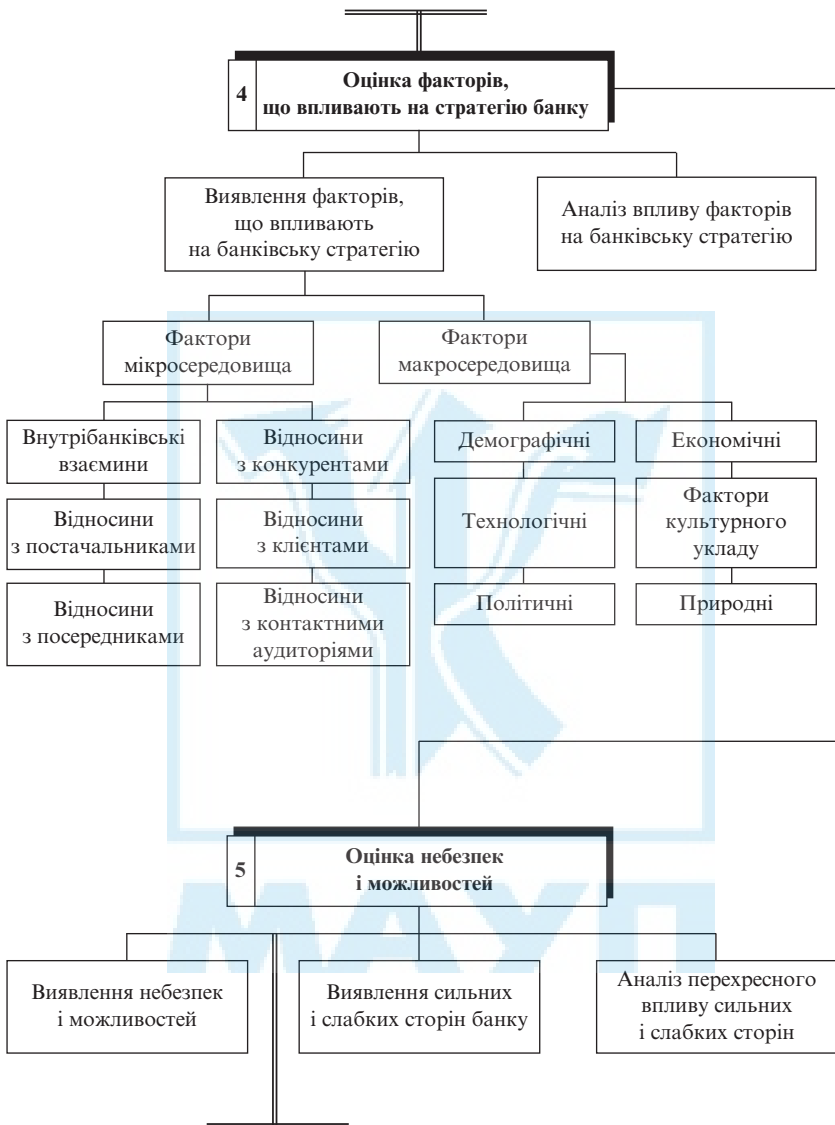 4
Оцінка факторів,
що впливають на стратегію банку
Виявлення факторів,
що впливають
на банківську стратегію
Аналіз впливу факторів
на банківську стратегію
Фактори
мікросередовища
Фактори
макросередовища
Внутрібанківські
взаємини
Відносини
з конкурентами
Демографічні
Економічні
Відносини
з постачальниками
Відносини
з клієнтами
Технологічні
Фактори
культурного
укладу
Відносини
з посередниками
Відносини
з контактними
аудиторіями
Політичні
Природні
5
Оцінка небезпек
і можливостей
МАУП
Виявлення небезпек
і можливостей
Виявлення сильних
і слабких сторін банку
Аналіз перехресного
впливу сильних
і слабких сторін